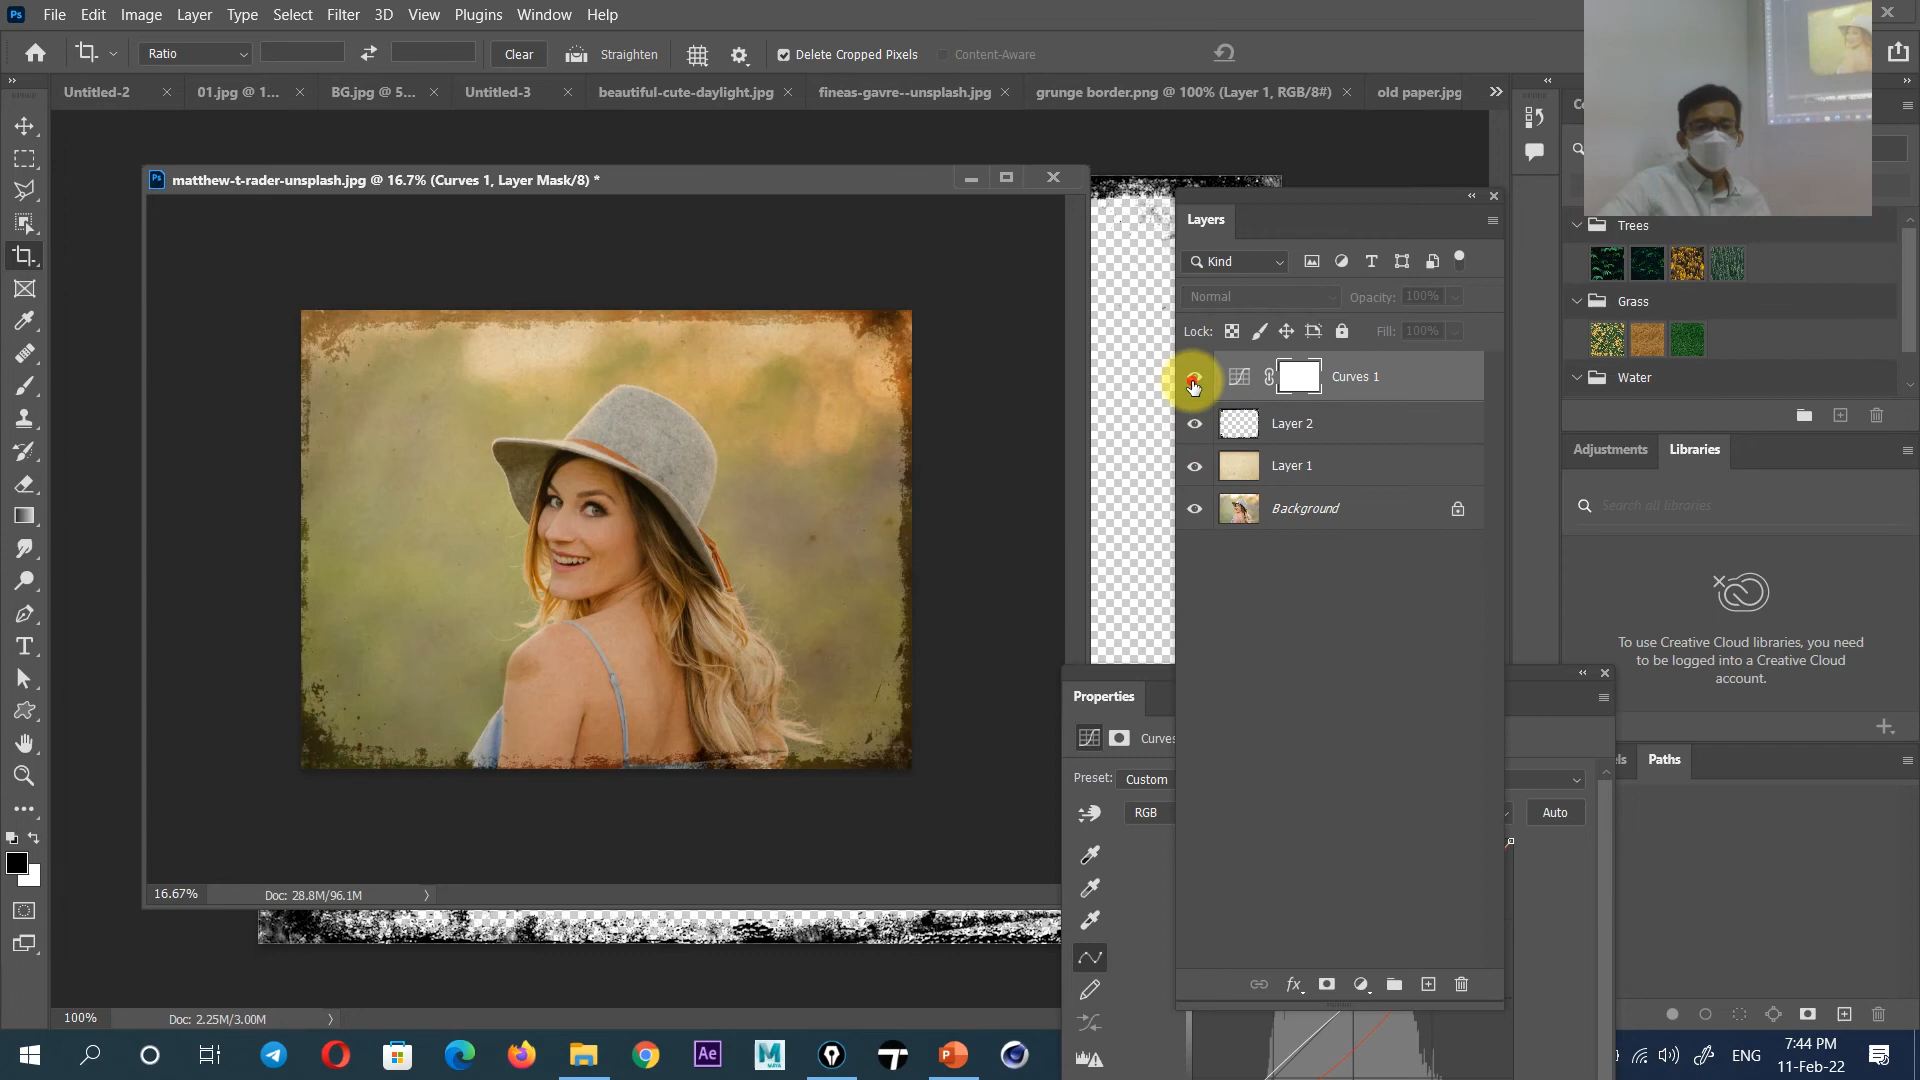 Ps File Edit Image Layer Type Select Filter 3D View Plugins Window Help
Ratio Clear Straighten Delete Cropped Pixels Content-Aware
Untitled-2 01.jpg @ 1... BG.jpg @ 5... Untitled-3 beautiful-cute-daylight.jpg fineas-gavre--unsplash.jpg grunge border.png @ 100% (Layer 1, RGB/8#) old paper.jpg
Ps matthew-t-rader-unsplash.jpg @ 16.7% (Curves 1, Layer Mask/8) *
Layers
Kind
Normal Opacity: 100%
Lock: Fill: 100%
Curves 1
Layer 2
Layer 1
Background
Trees
Grass
Water
Adjustments Libraries
Search all libraries
To use Creative Cloud libraries, you need
to be logged into a Creative Cloud
account.
Paths
Properties
Curves
Preset: Custom
RGB Auto
fx
16.67% Doc: 28.8M/96.1M
100% Doc: 2.25M/3.00M
Ae MAYA P
ENG 7:44 PM
11-Feb-22